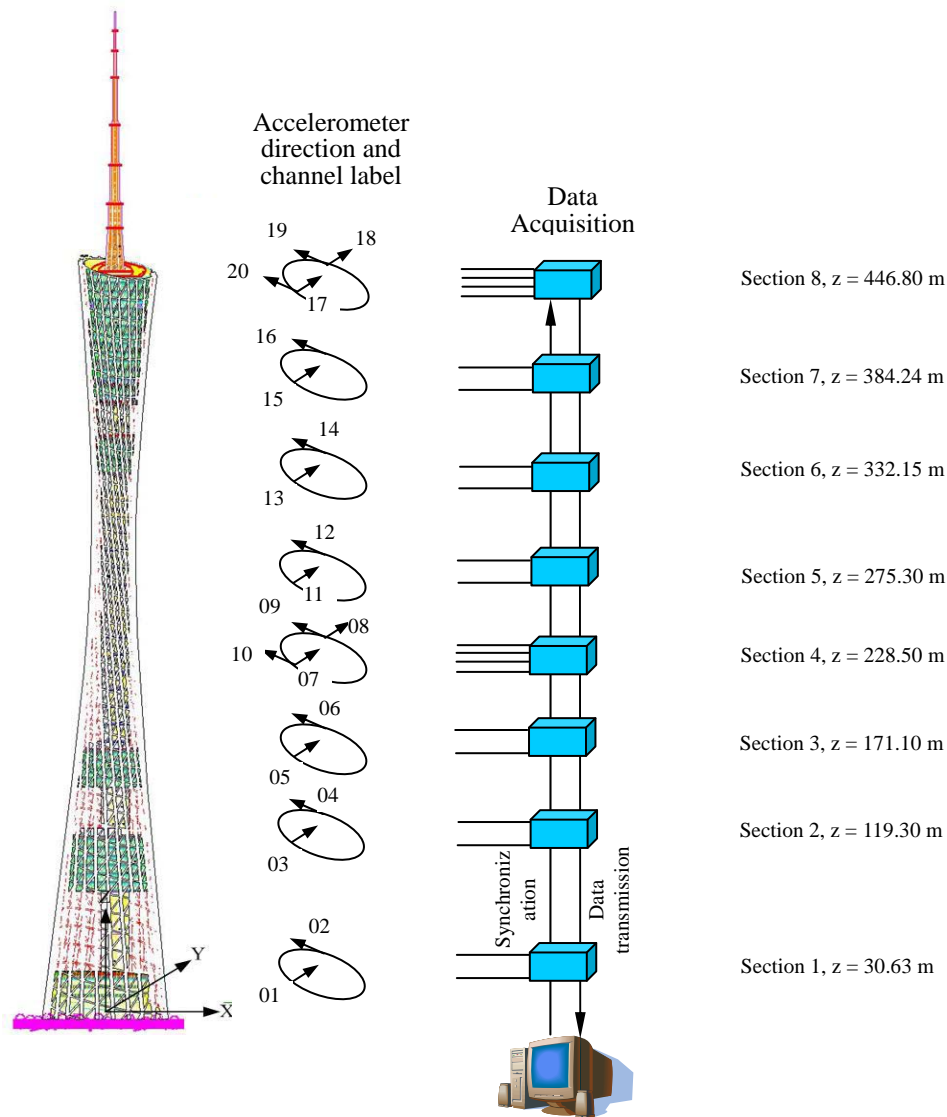 Accelerometer
direction and
channel label
Data
Acquisition
19
18
20
17
Section 8, z = 446.80 m
16
15
Section 7, z = 384.24 m
14
13
Section 6, z = 332.15 m
12
11
Section 5, z = 275.30 m
09
08
10
07
Section 4, z = 228.50 m
06
05
Section 3, z = 171.10 m
04
03
Section 2, z = 119.30 m
Synchroniz
ation
Data
transmission
02
01
Section 1, z = 30.63 m
Z
Y
X